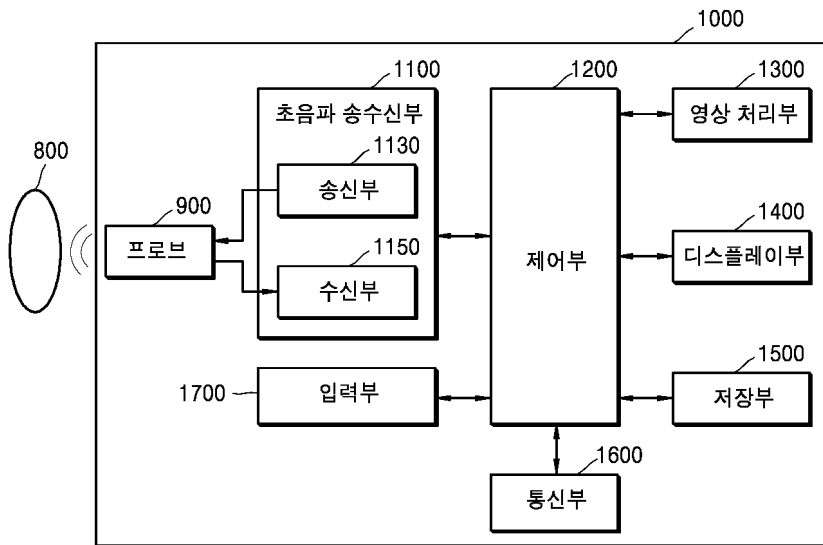 1000
1100
1200
1300
초음파 송수신부
영상 처리부
800
1130
송신부
900
프로브
1400
1150
제어부
디스플레이부
수신부
1500
1700
입력부
저장부
1600
통신부